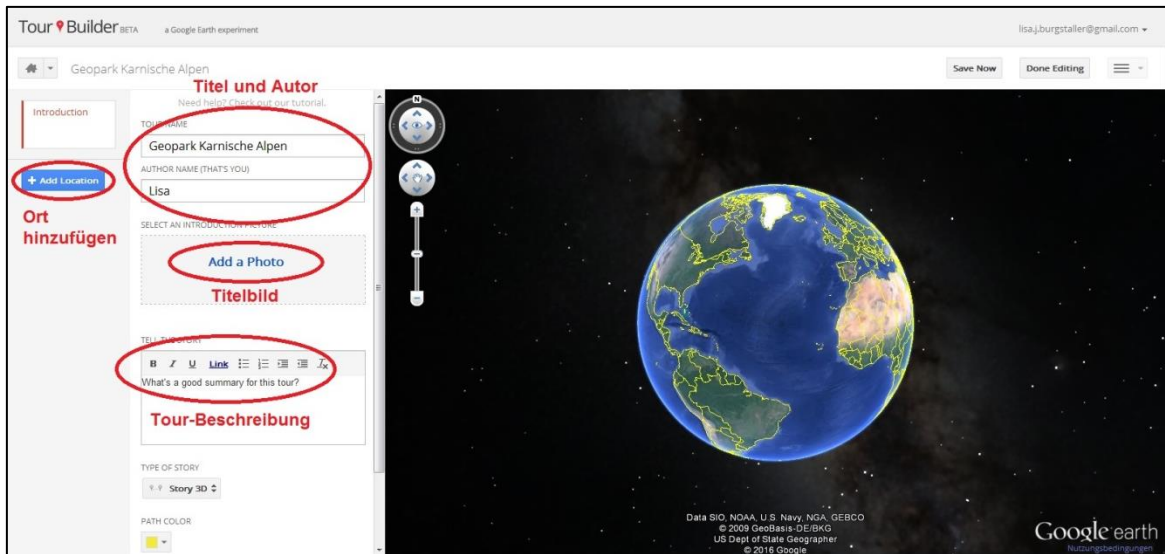 Tour Builder BETA a Google Earth experiment
lisa.j.burgstaller@gmail.com
Geopark Karnische Alpen
Save Now
Done Editing
Introduction
+ Add Location
Ort
hinzufügen
Titel und Autor
Need help? Check out our tutorial.
TOUR NAME
Geopark Karnische Alpen
AUTHOR NAME (THAT'S YOU)
Lisa
SELECT AN INTRODUCTION PICTURE
Add a Photo
Titelbild
TELL THE STORY
B I U Link
What's a good summary for this tour?
Tour-Beschreibung
TYPE OF STORY
Story 3D
PATH COLOR
N
Data SIO, NOAA, U.S. Navy, NGA, GEBCO
© 2009 GeoBasis-DE/BKG
US Dept of State Geographer
© 2016 Google
Google earth
Nutzungsbedingungen